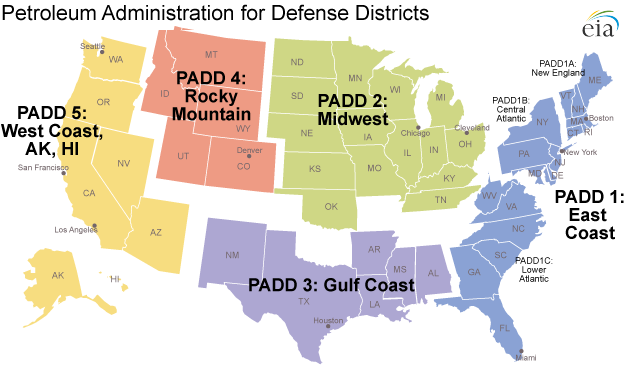 Petroleum Administration for Defense Districts
eia
Seattle
WA
OR
PADD 5:
West Coast,
AK, HI
San Francisco
NV
CA
Los Angeles
AZ
AK
HI
MT
PADD 4:
Rocky
Mountain
ID
WY
UT
Denver
CO
ND
MN
SD
WI
MI
PADD 2:
Midwest
NE
IA
Chicago
Cleveland
IL
IN
OH
KS
MO
KY
OK
TN
NM
AR
PADD 3: Gulf Coast
MS
AL
TX
LA
Houston
PADD1A:
New England
ME
VT
NH
PADD1B:
Central
Atlantic
NY
MA
Boston
CT
RI
PA
New York
NJ
MD
DE
PADD 1:
East
Coast
WV
VA
NC
SC
PADD1C:
Lower
Atlantic
GA
FL
Miami